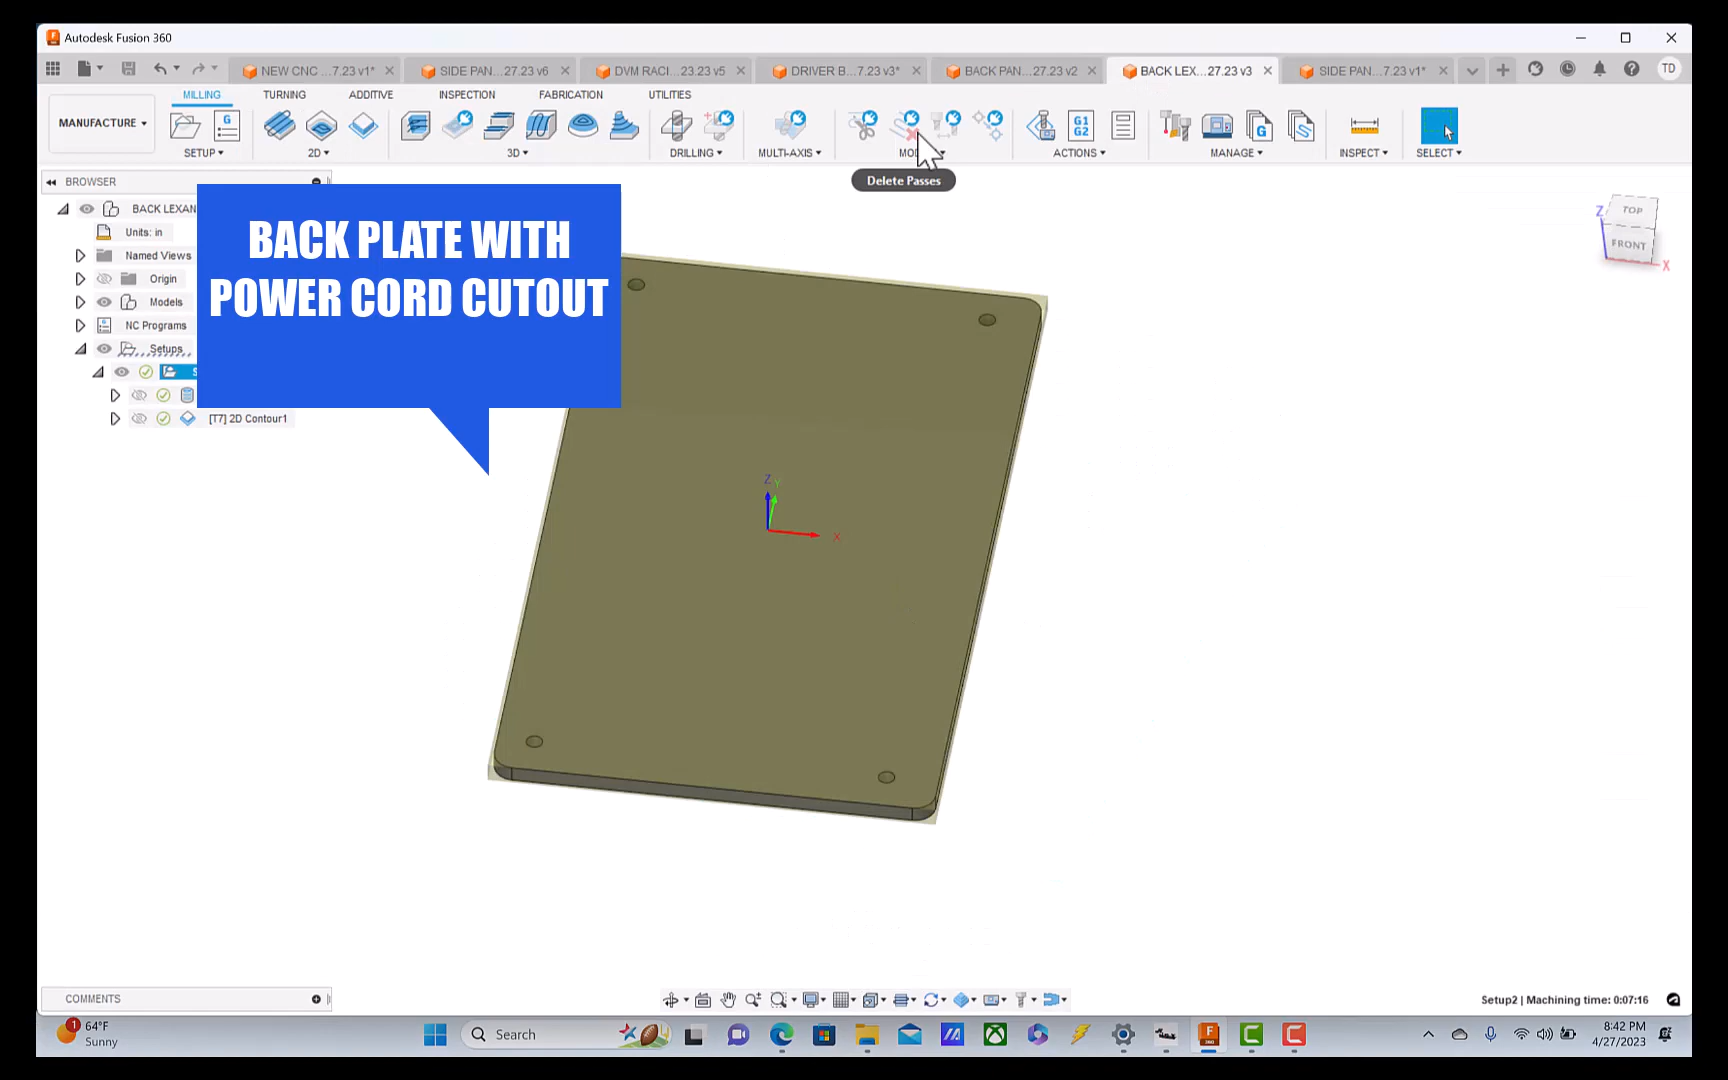 Autodesk Fusion 360
NEW CNC ...7.23 v1*
SIDE PAN...27.23 v6
DVM RACI...23.23 v5
DRIVER B...7.23 v3*
BACK PAN...27.23 v2
BACK LEX...27.23 v3
SIDE PAN...7.23 v1*
TD
MILLING
TURNING
ADDITIVE
INSPECTION
FABRICATION
UTILITIES
MANUFACTURE
SETUP
2D
3D
DRILLING
MULTI-AXIS
ACTIONS
MANAGE
INSPECT
SELECT
G
G1
G2
G
Delete Passes
BROWSER
BACK LEXAN
Units: in
Named Views
Origin
Models
NC Programs
Setups
S
[T7] 2D Contour1
BACK PLATE WITH
POWER CORD CUTOUT
Z
TOP
FRONT
X
Z
Y
X
COMMENTS
Setup2 | Machining time: 0:07:16
1
64°F
Sunny
Search
360
8:42 PM
4/27/2023